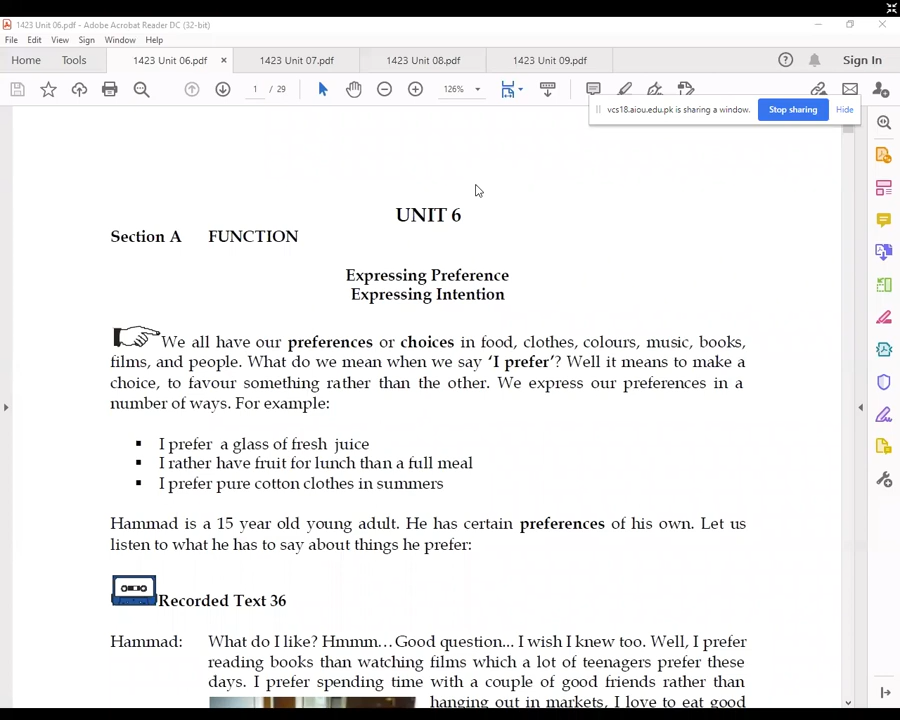 1423 Unit 06.pdf - Adobe Acrobat Reader DC (32-bit)
File Edit View Sign Window Help
Home Tools 1423 Unit 06.pdf × 1423 Unit 07.pdf 1423 Unit 08.pdf 1423 Unit 09.pdf Sign In
1 / 29 126%
vcs18.aiou.edu.pk is sharing a window. Stop sharing Hide
UNIT 6
Section A FUNCTION
Expressing Preference
Expressing Intention
We all have our preferences or choices in food, clothes, colours, music, books,
films, and people. What do we mean when we say ‘I prefer’? Well it means to make a
choice, to favour something rather than the other. We express our preferences in a
number of ways. For example:
▪ I prefer a glass of fresh juice
▪ I rather have fruit for lunch than a full meal
▪ I prefer pure cotton clothes in summers
Hammad is a 15 year old young adult. He has certain preferences of his own. Let us
listen to what he has to say about things he prefer:
Recorded Text 36
Hammad: What do I like? Hmmm…Good question... I wish I knew too. Well, I prefer
reading books than watching films which a lot of teenagers prefer these
days. I prefer spending time with a couple of good friends rather than
hanging out in markets, I love to eat good